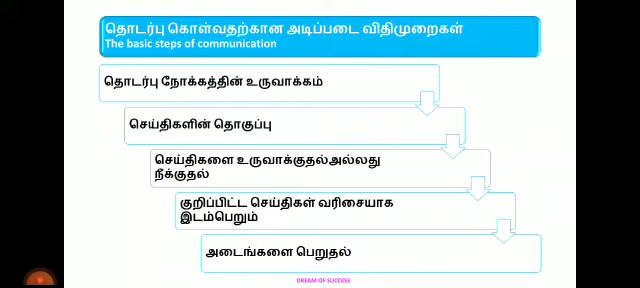 தொடர்பு கொள்வதற்கான அடிப்படை விதிமுறைகள்
The basic steps of communication
தொடர்பு நோக்கத்தின் உருவாக்கம்
செய்திகளின் தொகுப்பு
செய்திகளை உருவாக்குதல்அல்லது
நீக்குதல்
குறிப்பிட்ட செய்திகள் வரிசையாக
இடம்பெறும்
அடைங்களை பெறுதல்
DREAM OF SUCCESS